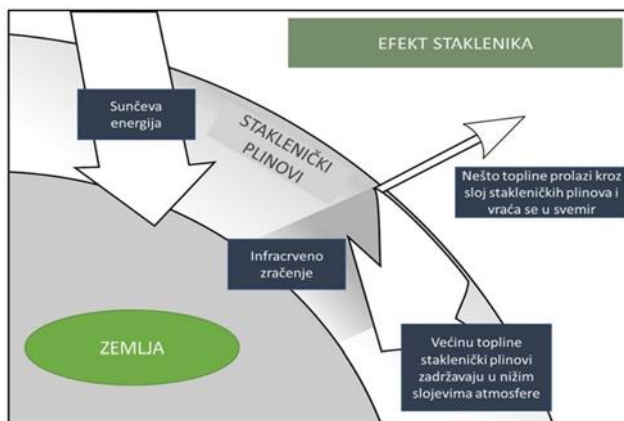 EFEKT STAKLENIKA
Sunčeva
energija
STAKLENIČKI
PLINOVI
Nešto topline prolazi kroz
sloj stakleničkih plinova i
vraća se u svemir
Infracrveno
zračenje
ZEMLJA
Većinu topline
staklenički plinovi
zadržavaju u nižim
slojevima atmosfere